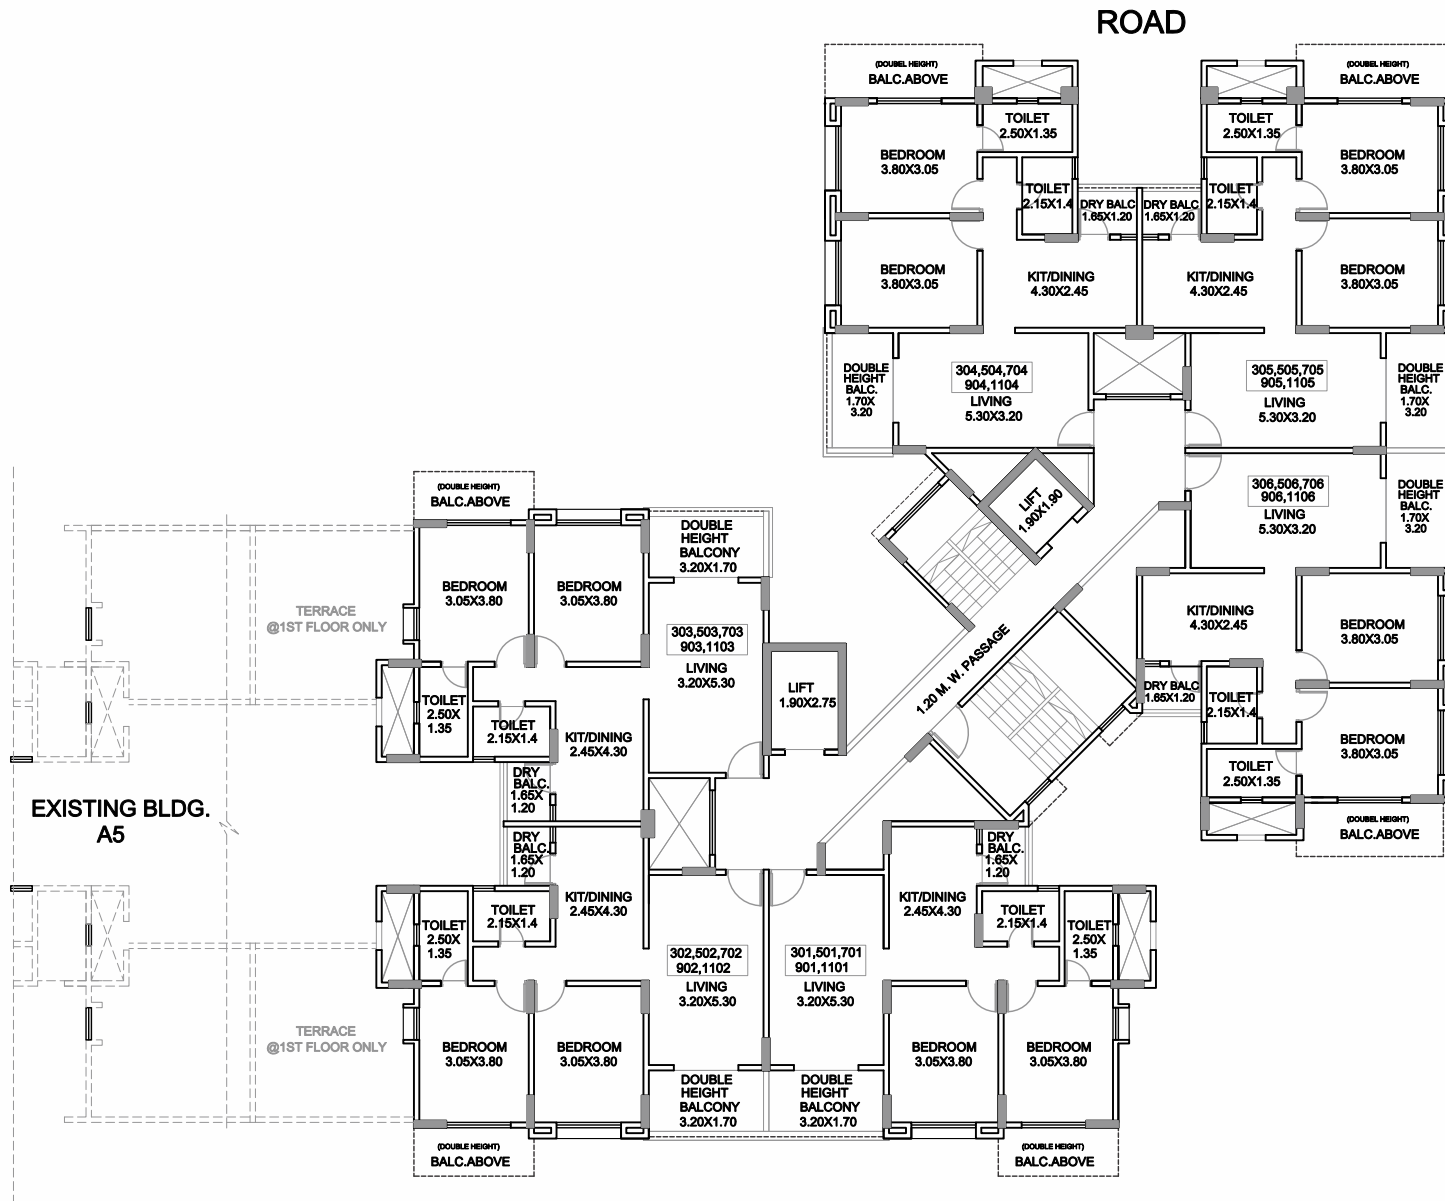 ROAD
(DOUBEL HEIGHT)
BALC.ABOVE
(DOUBLE HEIGHT)
BALC.ABOVE
TOILET
2.50X1.35
TOILET
2.50X1.35
BEDROOM
3.80X3.05
BEDROOM
3.80X3.05
TOILET
2.15X1.4
DRY BALC
1.65X1.20
DRY BALC
1.65X1.20
TOILET
2.15X1.4
BEDROOM
3.80X3.05
KIT/DINING
4.30X2.45
KIT/DINING
4.30X2.45
BEDROOM
3.80X3.05
DOUBLE
HEIGHT
BALC.
1.70X
3.20
304,504,704
904,1104
LIVING
5.30X3.20
305,505,705
905,1105
LIVING
5.30X3.20
DOUBLE
HEIGHT
BALC.
1.70X
3.20
LIFT
1.90X1.90
306,506,706
906,1106
LIVING
5.30X3.20
DOUBLE
HEIGHT
BALC.
1.70X
3.20
(DOUBLE HEIGHT)
BALC.ABOVE
DOUBLE
HEIGHT
BALCONY
3.20X1.70
BEDROOM
3.05X3.80
BEDROOM
3.05X3.80
TERRACE
@1ST FLOOR ONLY
303,503,703
903,1103
LIVING
3.20X5.30
LIFT
1.90X2.75
1.20 M. W. PASSAGE
KIT/DINING
4.30X2.45
BEDROOM
3.80X3.05
DRY BALC
1.65X1.20
TOILET
2.15X1.4
BEDROOM
3.80X3.05
TOILET
2.50X1.35
(DOUBLE HEIGHT)
BALC.ABOVE
TOILET
2.50X
1.35
TOILET
2.15X1.4
KIT/DINING
2.45X4.30
DRY
BALC.
1.65X
1.20
EXISTING BLDG.
A5
DRY
BALC.
1.65X
1.20
DRY
BALC.
1.65X
1.20
KIT/DINING
2.45X4.30
KIT/DINING
2.45X4.30
TOILET
2.50X
1.35
TOILET
2.15X1.4
TOILET
2.15X1.4
TOILET
2.50X
1.35
302,502,702
902,1102
LIVING
3.20X5.30
301,501,701
901,1101
LIVING
3.20X5.30
TERRACE
@1ST FLOOR ONLY
BEDROOM
3.05X3.80
BEDROOM
3.05X3.80
BEDROOM
3.05X3.80
BEDROOM
3.05X3.80
DOUBLE
HEIGHT
BALCONY
3.20X1.70
DOUBLE
HEIGHT
BALCONY
3.20X1.70
(DOUBLE HEIGHT)
BALC.ABOVE
(DOUBLE HEIGHT)
BALC.ABOVE